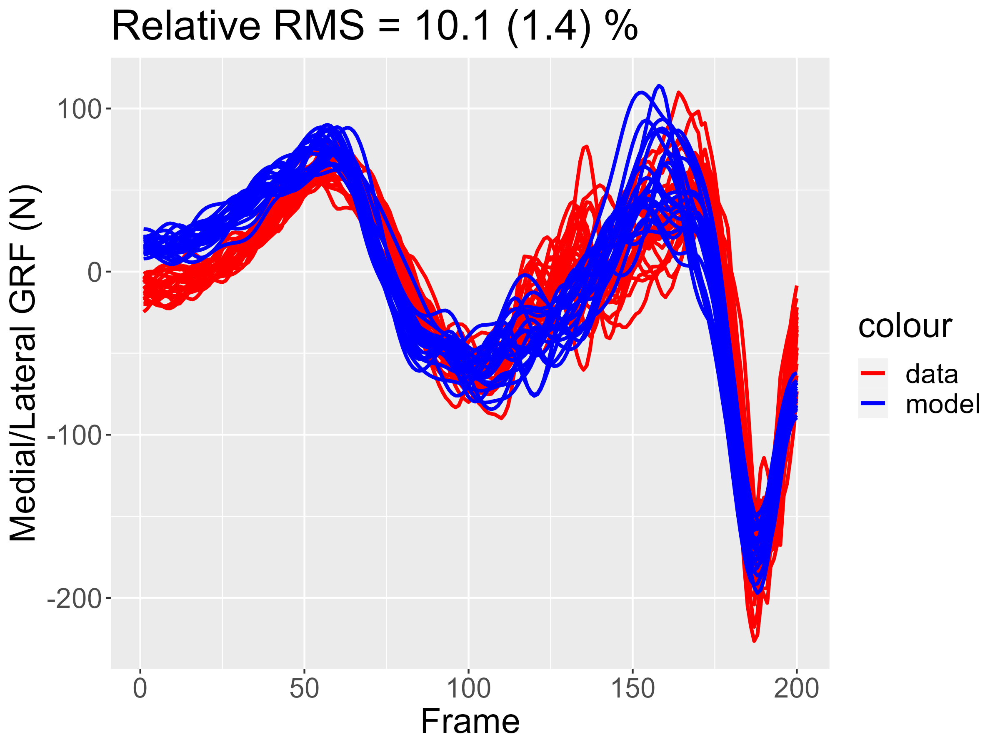 Relative RMS = 10.1 (1.4) %
Medial/Lateral GRF (N)
100
0
-100
-200
0 50 100 150 200
Frame
colour
data
model